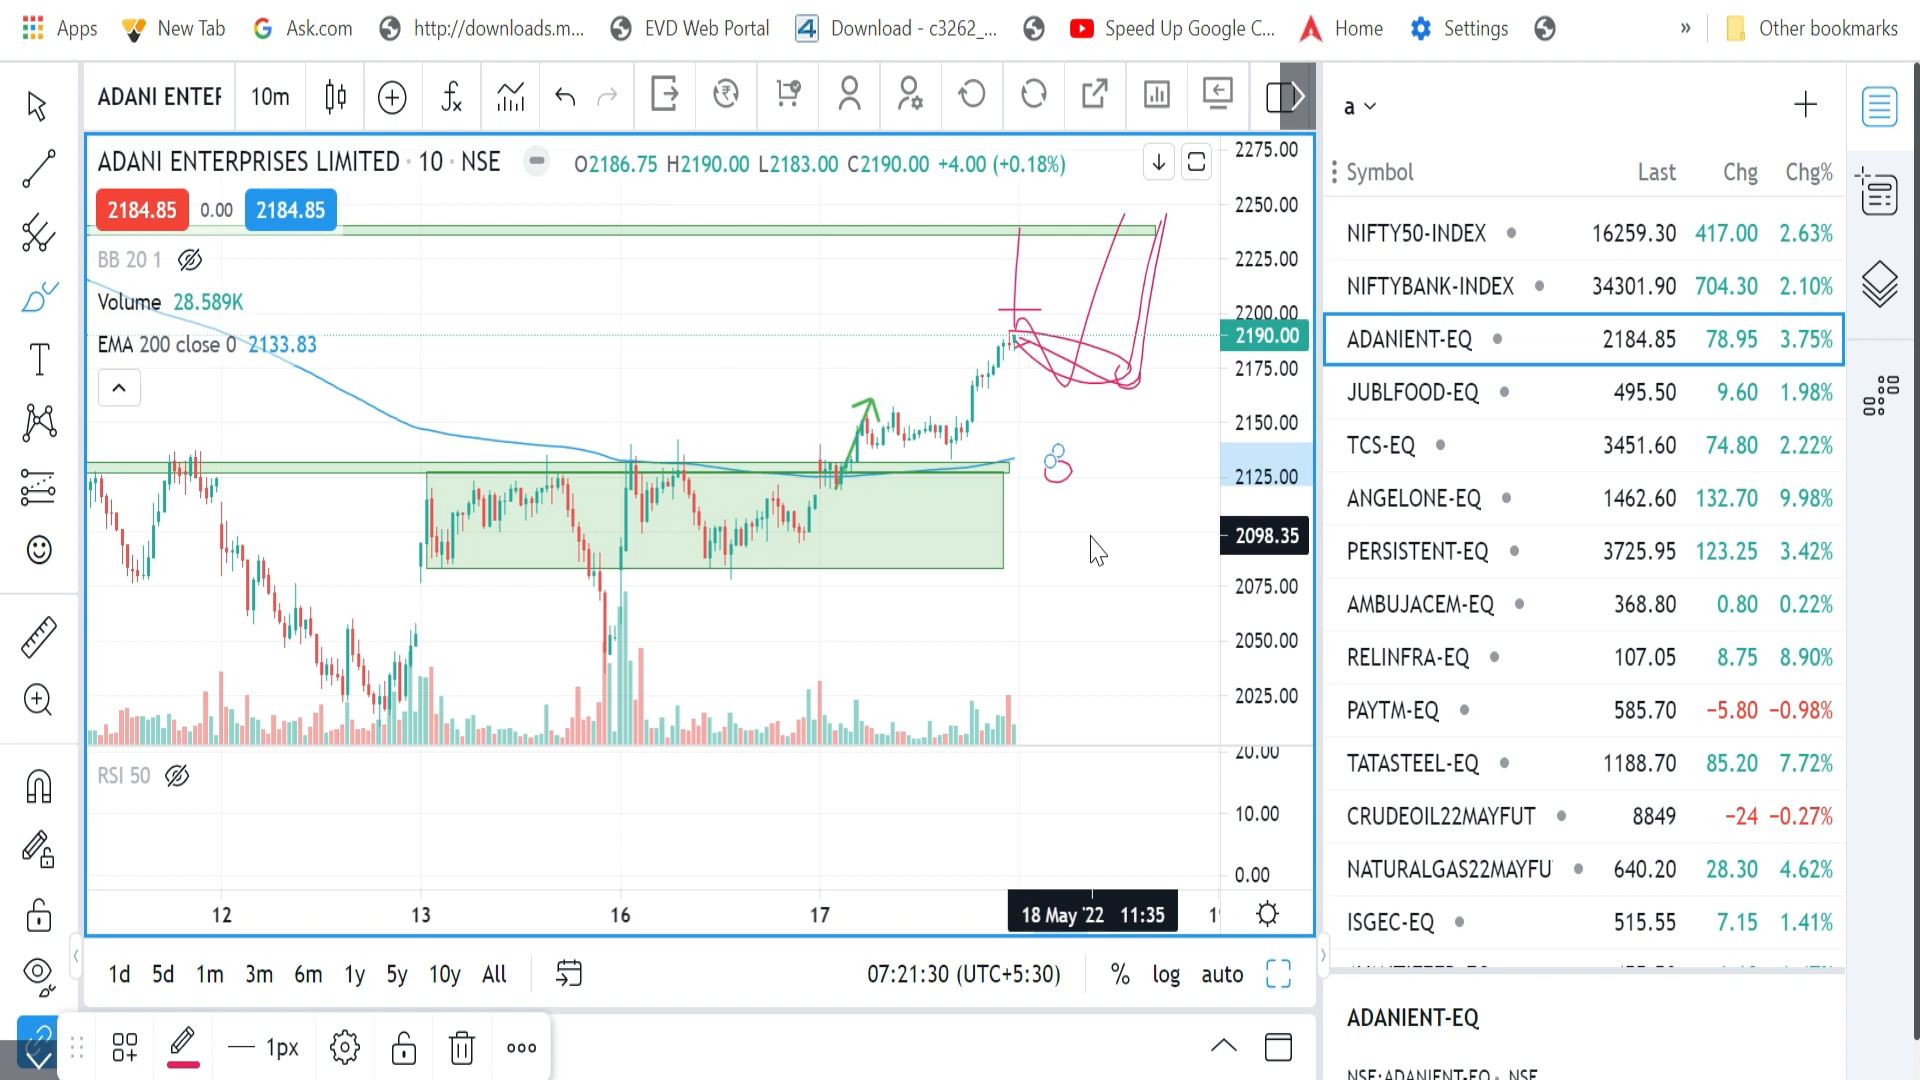 Apps New Tab Ask.com http://downloads.m... EVD Web Portal Download - c3262_... Speed Up Google C... Home Settings » Other bookmarks
ADANI ENTER 10m
a
ADANI ENTERPRISES LIMITED · 10 · NSE O2186.75 H2190.00 L2183.00 C2190.00 +4.00 (+0.18%)
2184.85 0.00 2184.85
BB 20 1
Volume 28.589K
EMA 200 close 0 2133.83
2275.00
2250.00
2225.00
2200.00
2190.00
2175.00
2150.00
2125.00
2098.35
2075.00
2050.00
2025.00
RSI 50
20.00
10.00
0.00
12 13 16 17 18 May '22 11:35
1d 5d 1m 3m 6m 1y 5y 10y All 07:21:30 (UTC+5:30) % log auto
1px
Symbol Last Chg Chg%
NIFTY50-INDEX 16259.30 417.00 2.63%
NIFTYBANK-INDEX 34301.90 704.30 2.10%
ADANIENT-EQ 2184.85 78.95 3.75%
JUBLFOOD-EQ 495.50 9.60 1.98%
TCS-EQ 3451.60 74.80 2.22%
ANGELONE-EQ 1462.60 132.70 9.98%
PERSISTENT-EQ 3725.95 123.25 3.42%
AMBUJACEM-EQ 368.80 0.80 0.22%
RELINFRA-EQ 107.05 8.75 8.90%
PAYTM-EQ 585.70 −5.80 −0.98%
TATASTEEL-EQ 1188.70 85.20 7.72%
CRUDEOIL22MAYFUT 8849 −24 −0.27%
NATURALGAS22MAYFU 640.20 28.30 4.62%
ISGEC-EQ 515.55 7.15 1.41%
ADANIENT-EQ
NSE:ADANIENT-EQ · NSE